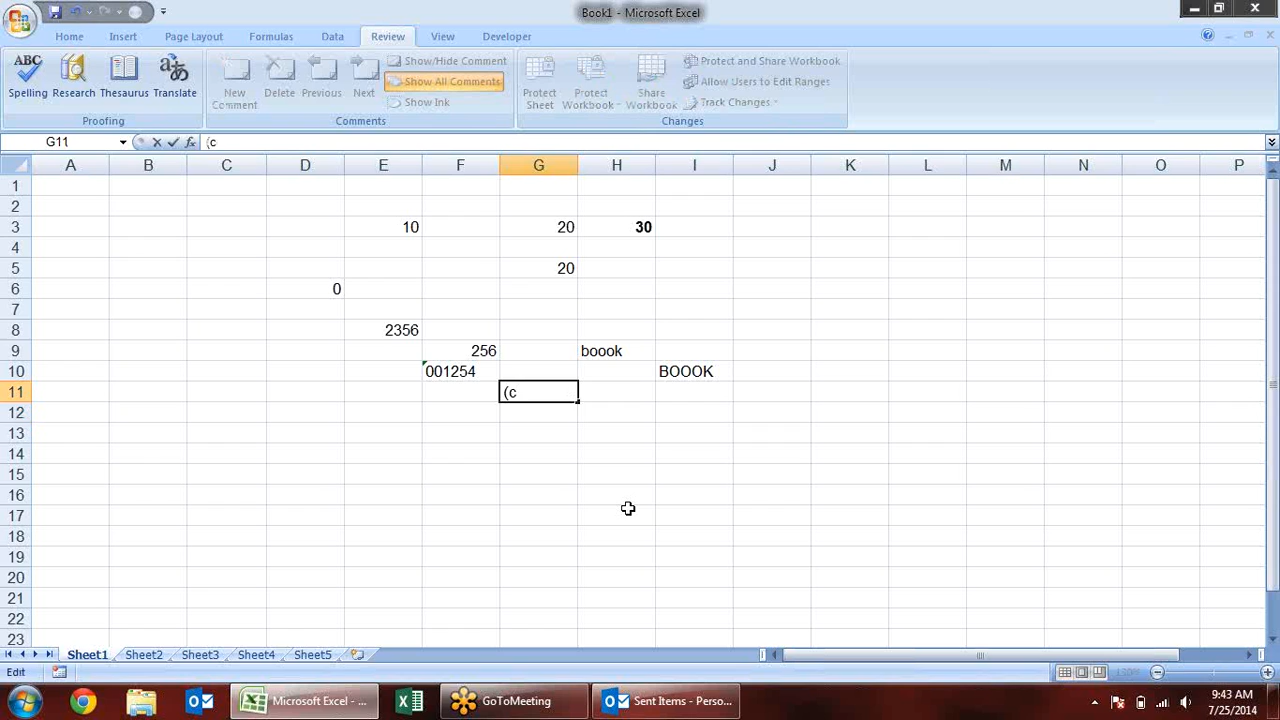 Book1 - Microsoft Excel
Home Insert Page Layout Formulas Data Review View Developer
ABC
Spelling Research Thesaurus Translate
Proofing
New Comment Delete Previous Next
Show/Hide Comment
Show All Comments
Show Ink
Comments
Protect Sheet Protect Workbook Share Workbook
Protect and Share Workbook
Allow Users to Edit Ranges
Track Changes
Changes
G11 fx (c
A B C D E F G H I J K L M N O P
1
2
3 10 20 30
4
5 20
6 0
7
8 2356
9 256 boook
10 001254 BOOOK
11 (c
12
13
14
15
16
17
18
19
20
21
22
23
Sheet1 Sheet2 Sheet3 Sheet4 Sheet5
Edit
Microsoft Excel - ... GoToMeeting Sent Items - Perso...
9:43 AM
7/25/2014